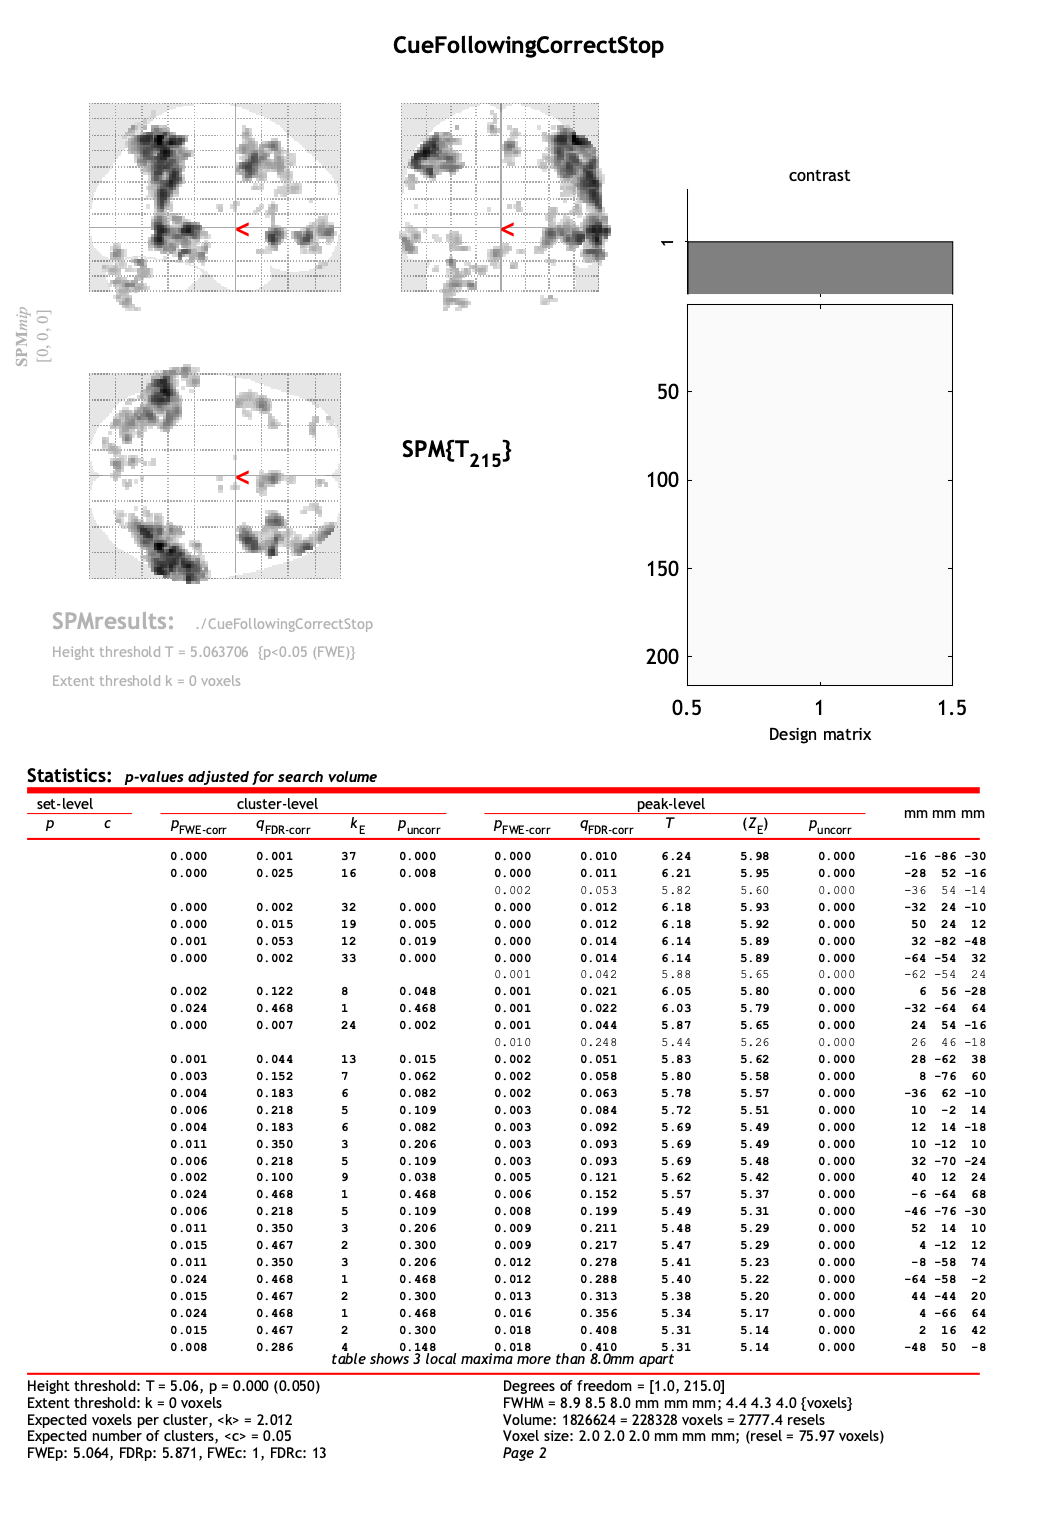 CueFollowingCorrectStop
SPMmip
[0, 0, 0]
<
<
<
SPM{T215}
contrast
1
50
100
150
200
0.5 1 1.5
Design matrix
SPMresults: ./CueFollowingCorrectStop
Height threshold T = 5.063706 {p<0.05 (FWE)}
Extent threshold k = 0 voxels
Statistics: p-values adjusted for search volume
set-level cluster-level peak-level
mm mm mm
p c pFWE-corr qFDR-corr kE puncorr pFWE-corr qFDR-corr T (ZE) puncorr
0.000 0.001 37 0.000 0.000 0.010 6.24 5.98 0.000 -16 -86 -30
0.000 0.025 16 0.008 0.000 0.011 6.21 5.95 0.000 -28 52 -16
0.002 0.053 5.82 5.60 0.000 -36 54 -14
0.000 0.002 32 0.000 0.000 0.012 6.18 5.93 0.000 -32 24 -10
0.000 0.015 19 0.005 0.000 0.012 6.18 5.92 0.000 50 24 12
0.001 0.053 12 0.019 0.000 0.014 6.14 5.89 0.000 32 -82 -48
0.000 0.002 33 0.000 0.000 0.014 6.14 5.89 0.000 -64 -54 32
0.001 0.042 5.88 5.65 0.000 -62 -54 24
0.002 0.122 8 0.048 0.001 0.021 6.05 5.80 0.000 6 56 -28
0.024 0.468 1 0.468 0.001 0.022 6.03 5.79 0.000 -32 -64 64
0.000 0.007 24 0.002 0.001 0.044 5.87 5.65 0.000 24 54 -16
0.010 0.248 5.44 5.26 0.000 26 46 -18
0.001 0.044 13 0.015 0.002 0.051 5.83 5.62 0.000 28 -62 38
0.003 0.152 7 0.062 0.002 0.058 5.80 5.58 0.000 8 -76 60
0.004 0.183 6 0.082 0.002 0.063 5.78 5.57 0.000 -36 62 -10
0.006 0.218 5 0.109 0.003 0.084 5.72 5.51 0.000 10 -2 14
0.004 0.183 6 0.082 0.003 0.092 5.69 5.49 0.000 12 14 -18
0.011 0.350 3 0.206 0.003 0.093 5.69 5.49 0.000 10 -12 10
0.006 0.218 5 0.109 0.003 0.093 5.69 5.48 0.000 32 -70 -24
0.002 0.100 9 0.038 0.005 0.121 5.62 5.42 0.000 40 12 24
0.024 0.468 1 0.468 0.006 0.152 5.57 5.37 0.000 -6 -64 68
0.006 0.218 5 0.109 0.008 0.199 5.49 5.31 0.000 -46 -76 -30
0.011 0.350 3 0.206 0.009 0.211 5.48 5.29 0.000 52 14 10
0.015 0.467 2 0.300 0.009 0.217 5.47 5.29 0.000 4 -12 12
0.011 0.350 3 0.206 0.012 0.278 5.41 5.23 0.000 -8 -58 74
0.024 0.468 1 0.468 0.012 0.288 5.40 5.22 0.000 -64 -58 -2
0.015 0.467 2 0.300 0.013 0.313 5.38 5.20 0.000 44 -44 20
0.024 0.468 1 0.468 0.016 0.356 5.34 5.17 0.000 4 -66 64
0.015 0.467 2 0.300 0.018 0.408 5.31 5.14 0.000 2 16 42
0.008 0.286 4 0.148 0.018 0.410 5.31 5.14 0.000 -48 50 -8
table shows 3 local maxima more than 8.0mm apart
Height threshold: T = 5.06, p = 0.000 (0.050)
Extent threshold: k = 0 voxels
Expected voxels per cluster, <k> = 2.012
Expected number of clusters, <c> = 0.05
FWEp: 5.064, FDRp: 5.871, FWEc: 1, FDRc: 13
Degrees of freedom = [1.0, 215.0]
FWHM = 8.9 8.5 8.0 mm mm mm; 4.4 4.3 4.0 {voxels}
Volume: 1826624 = 228328 voxels = 2777.4 resels
Voxel size: 2.0 2.0 2.0 mm mm mm; (resel = 75.97 voxels)
Page 2